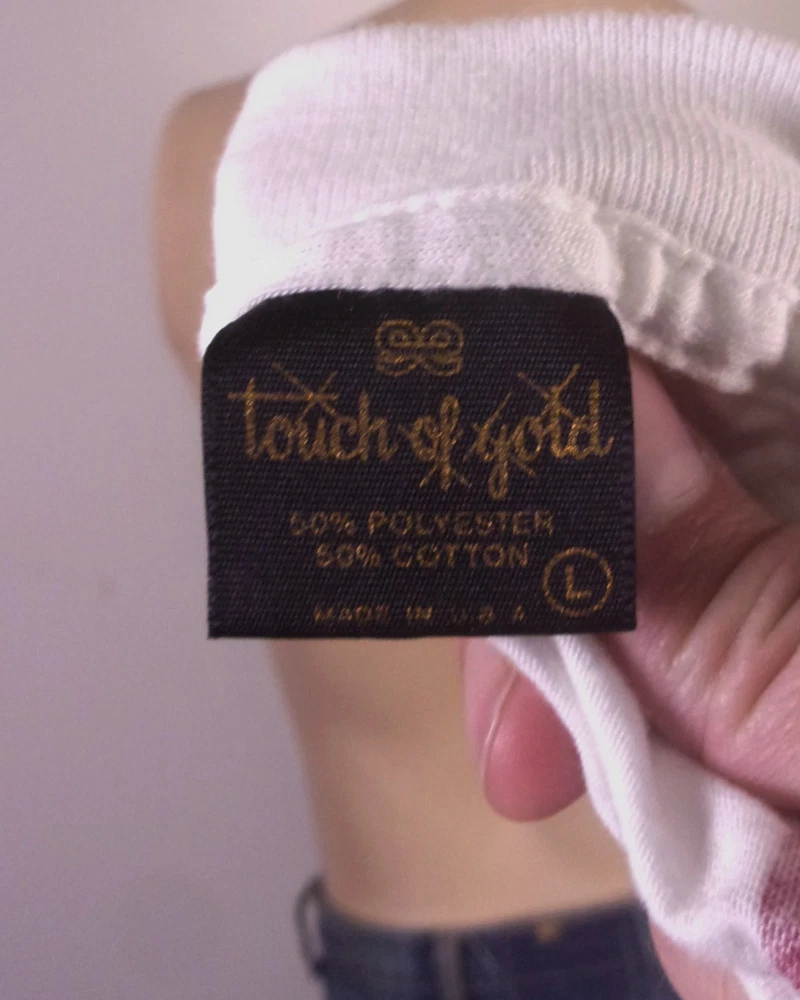 touch of gold
50% POLYESTER
50% COTTON
L
MADE IN U.S.A